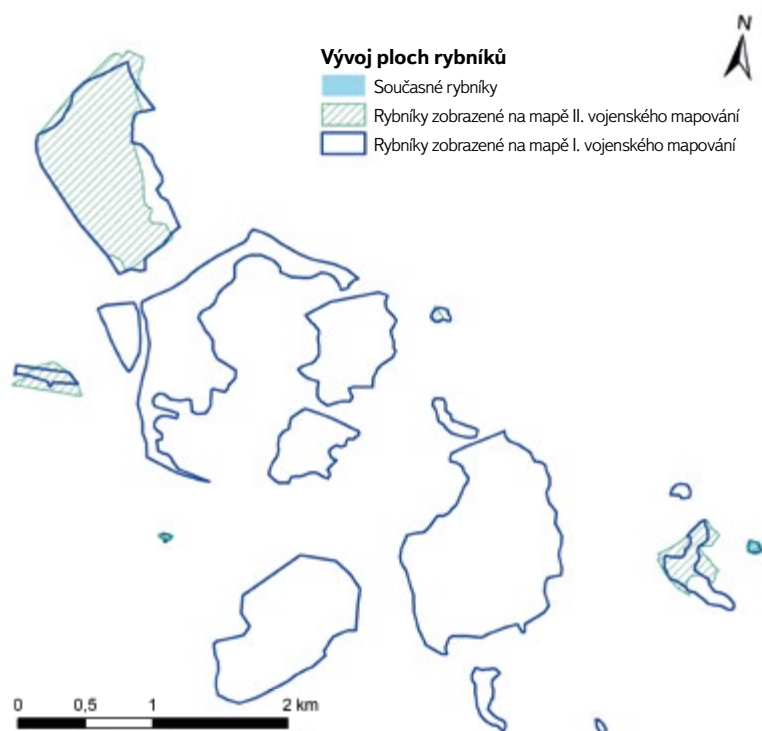 N
Vývoj ploch rybníků
Současné rybníky
Rybníky zobrazené na mapě II. vojenského mapování
Rybníky zobrazené na mapě I. vojenského mapování
0 0,5 1 2 km